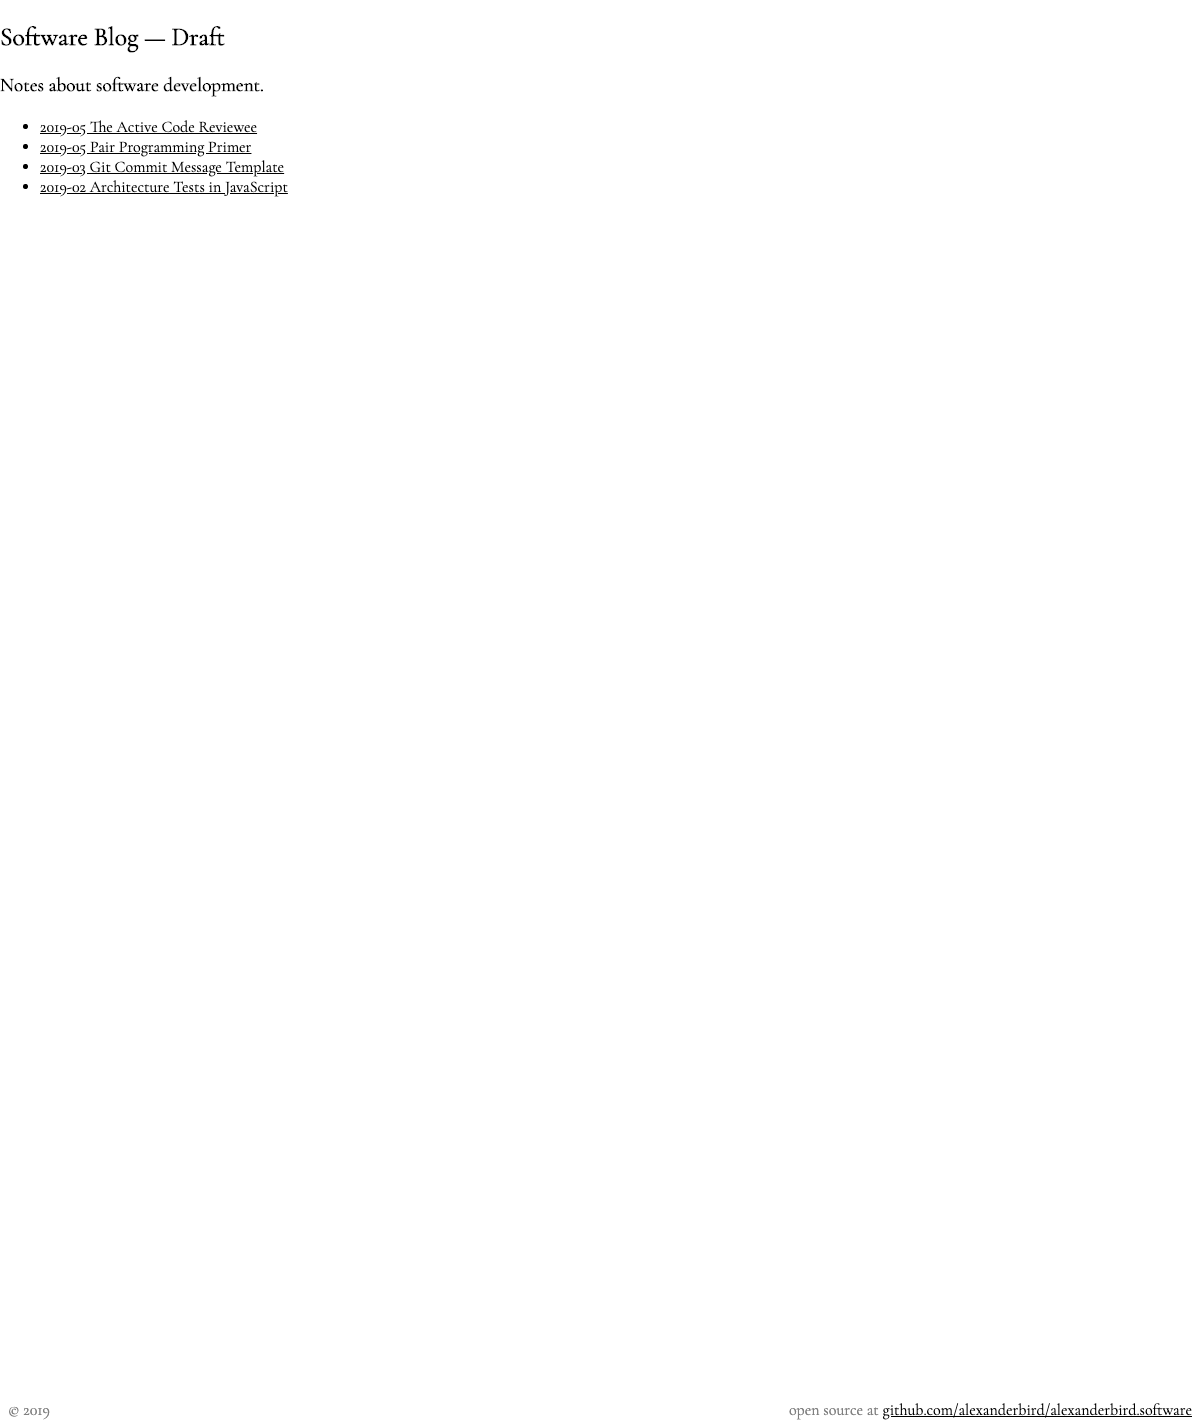 Software Blog — Draft
Notes about software development.
2019-05 The Active Code Reviewee
2019-05 Pair Programming Primer
2019-03 Git Commit Message Template
2019-02 Architecture Tests in JavaScript
© 2019
open source at github.com/alexanderbird/alexanderbird.software